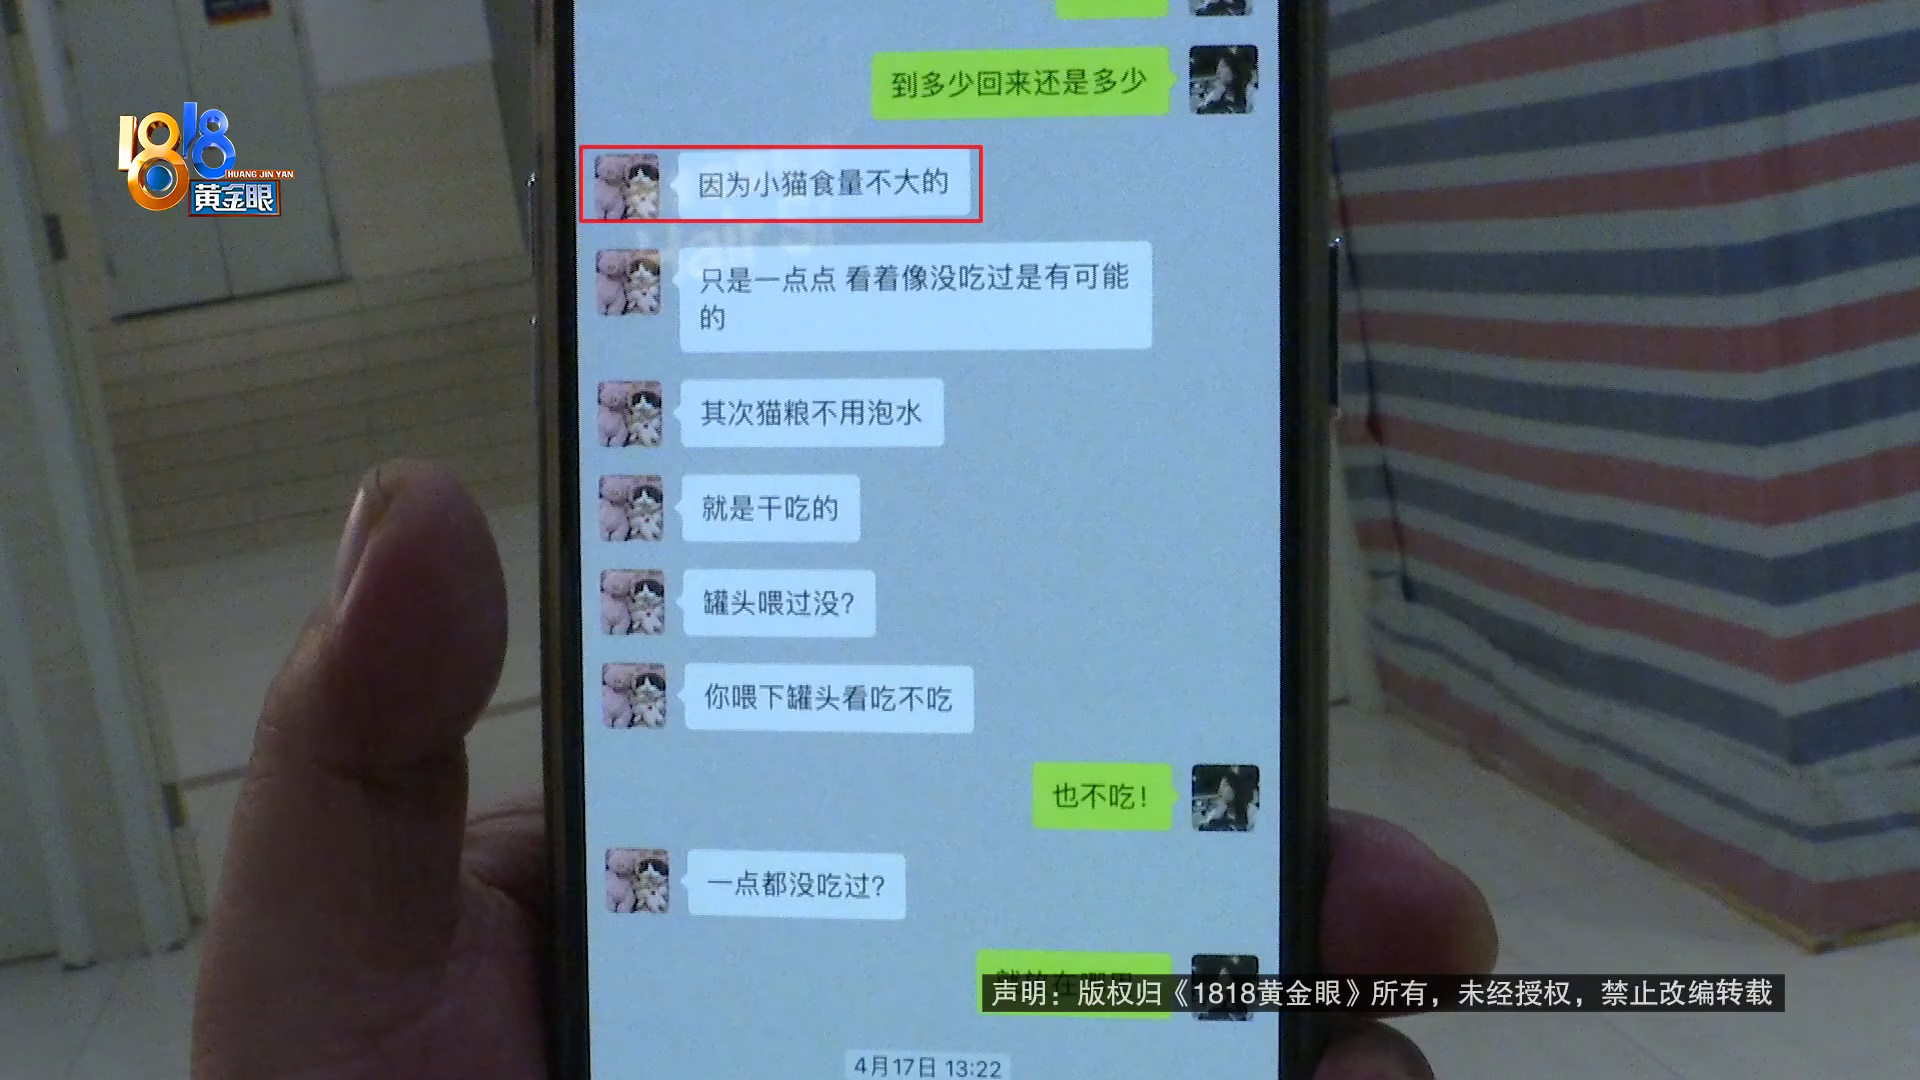 到多少回来还是多少
1818
HUANG JIN YAN
黄金眼
因为小猫食量不大的
只是一点点 看着像没吃过是有可能
的
其次猫粮不用泡水
就是干吃的
罐头喂过没?
你喂下罐头看吃不吃
也不吃!
一点都没吃过?
声明：版权归《1818黄金眼》所有，未经授权，禁止改编转载
4月17日 13:22